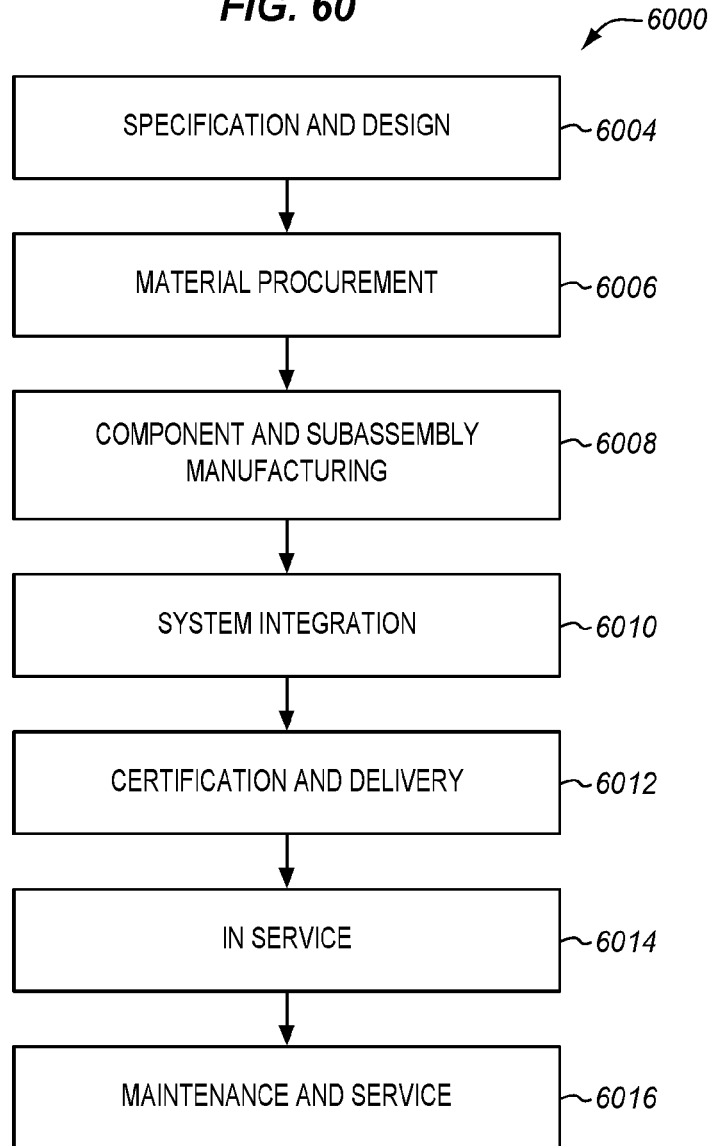 FIG. 60
6000
SPECIFICATION AND DESIGN
6004
MATERIAL PROCUREMENT
6006
COMPONENT AND SUBASSEMBLY
MANUFACTURING
6008
SYSTEM INTEGRATION
6010
CERTIFICATION AND DELIVERY
6012
IN SERVICE
6014
MAINTENANCE AND SERVICE
6016